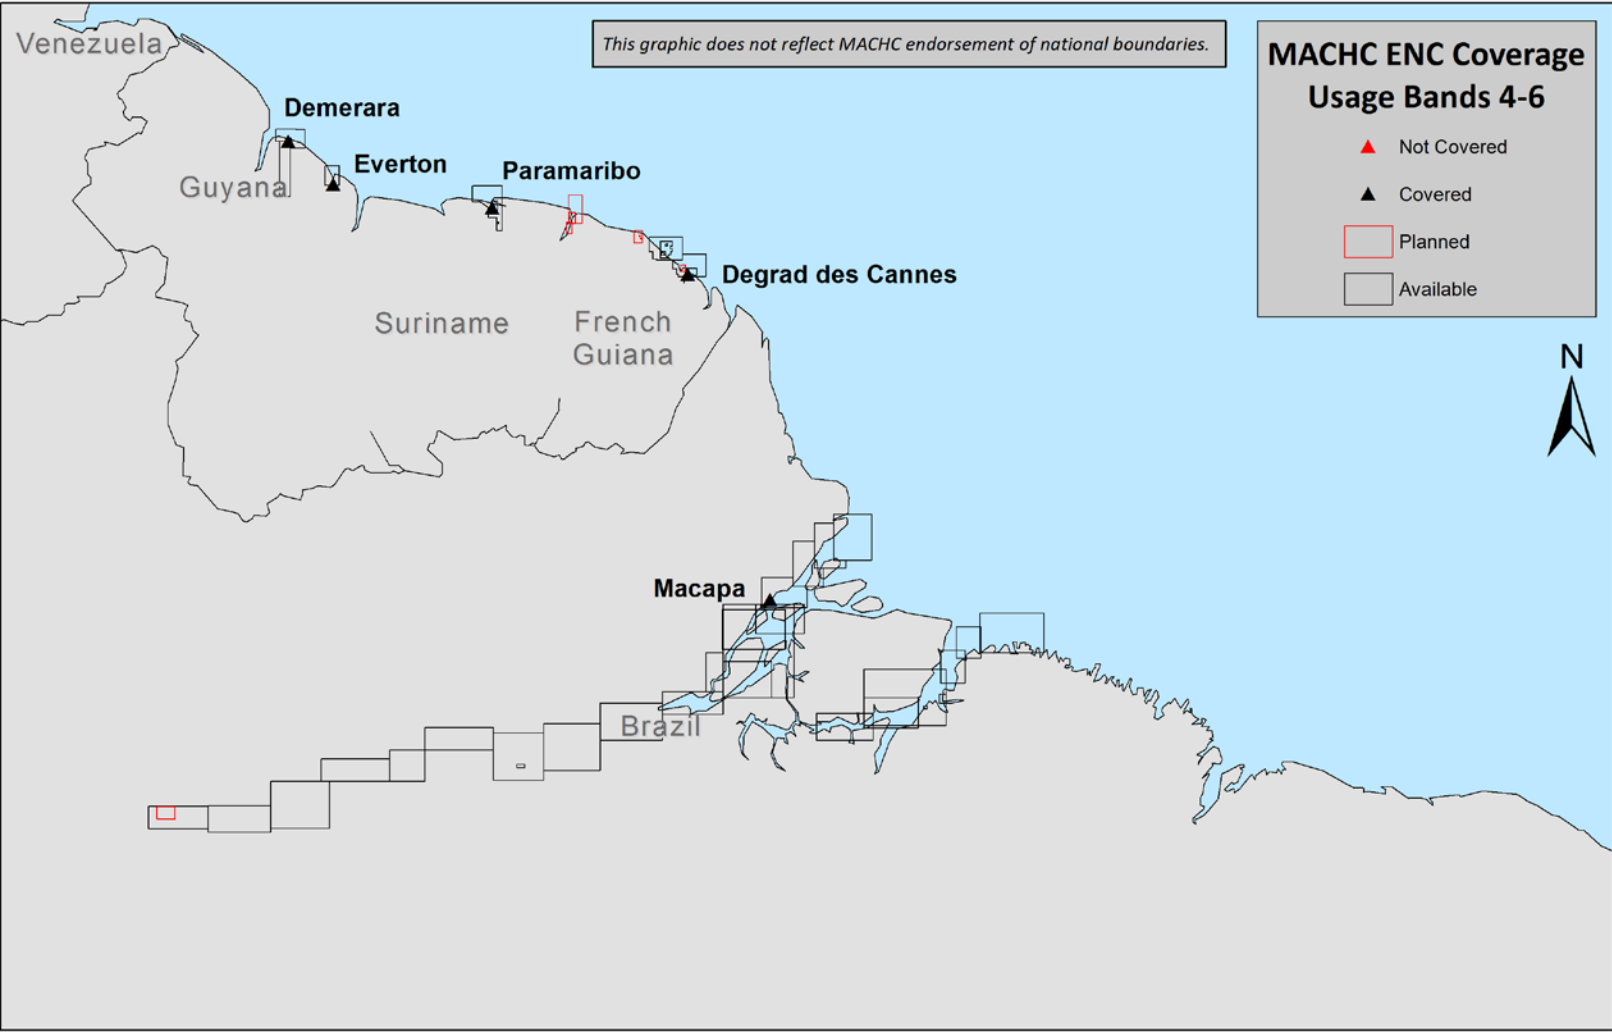 This graphic does not reflect MACHC endorsement of national boundaries.
MACHC ENC Coverage
Usage Bands 4-6
Not Covered
Covered
Planned
Available
N
Venezuela
Demerara
Everton
Paramaribo
Guyana
Degrad des Cannes
Suriname
French
Guiana
Macapa
Brazil